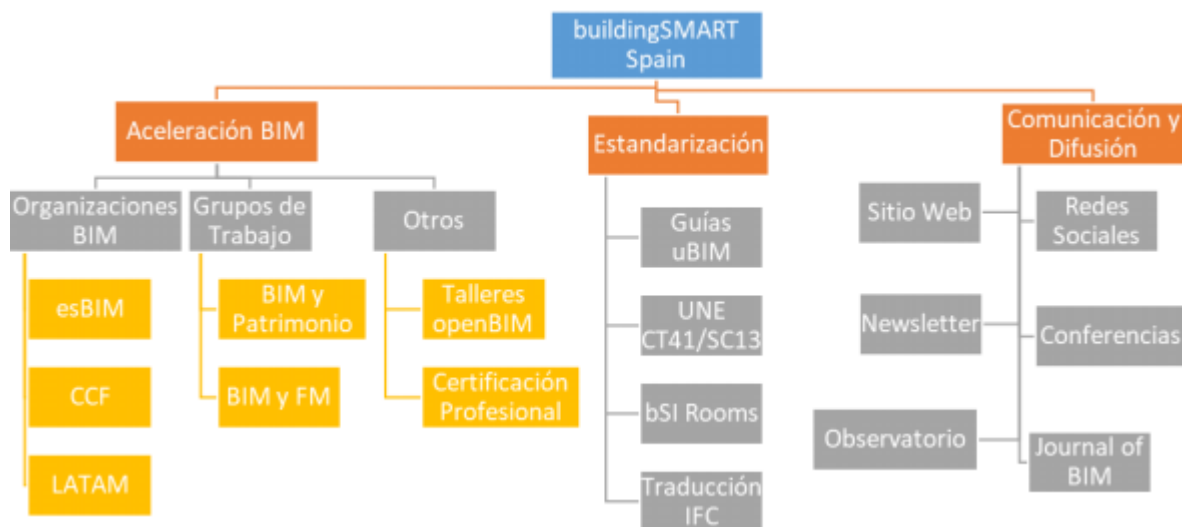 buildingSMART
Spain
Aceleración BIM
Estandarización
Comunicación y
Difusión
Organizaciones
BIM
Grupos de
Trabajo
Otros
esBIM
CCF
LATAM
BIM y
Patrimonio
BIM y FM
Talleres
openBIM
Certificación
Profesional
Guías
uBIM
UNE
CT41/SC13
bSI Rooms
Traducción
IFC
Sitio Web
Redes
Sociales
Newsletter
Conferencias
Observatorio
Journal of
BIM